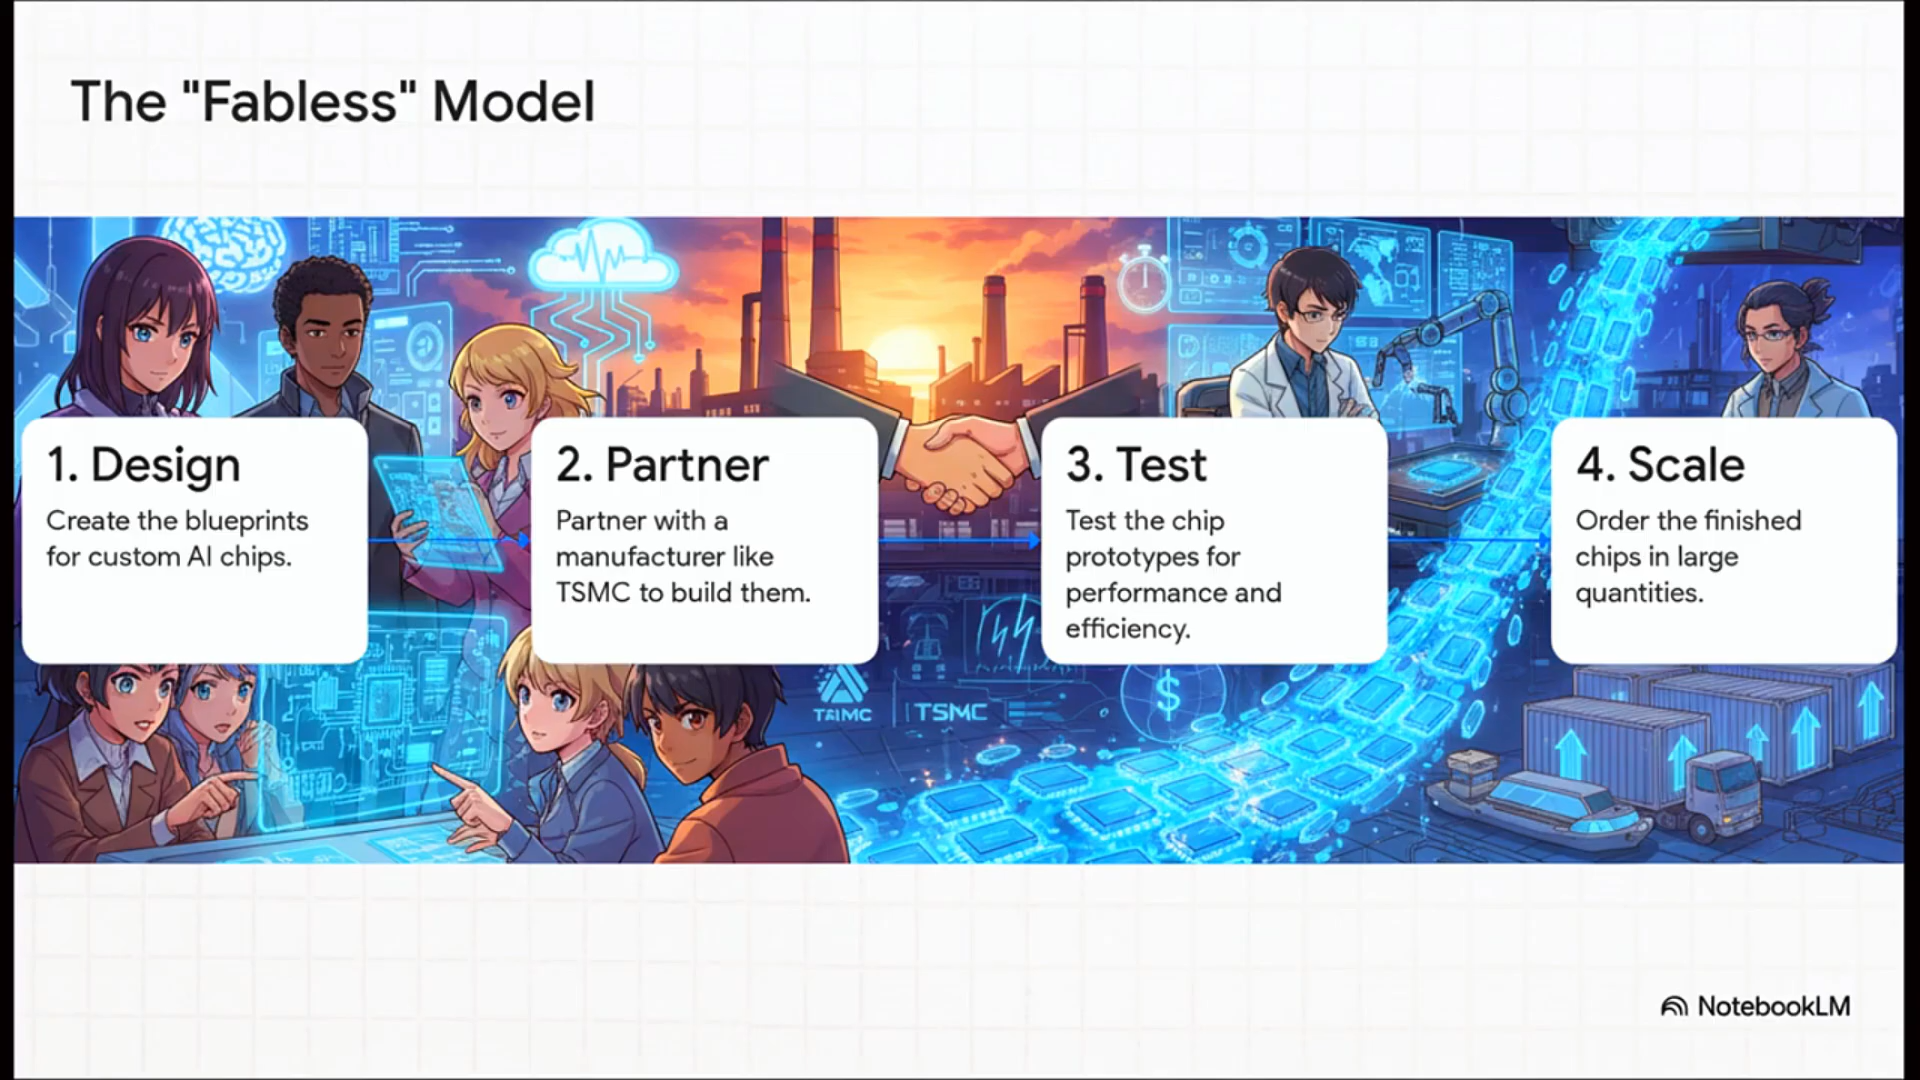 The "Fabless" Model
1. Design
Create the blueprints
for custom AI chips.
2. Partner
Partner with a
manufacturer like
TSMC to build them.
3. Test
Test the chip
prototypes for
performance and
efficiency.
4. Scale
Order the finished
chips in large
quantities.
TSMC
$
NotebookLM